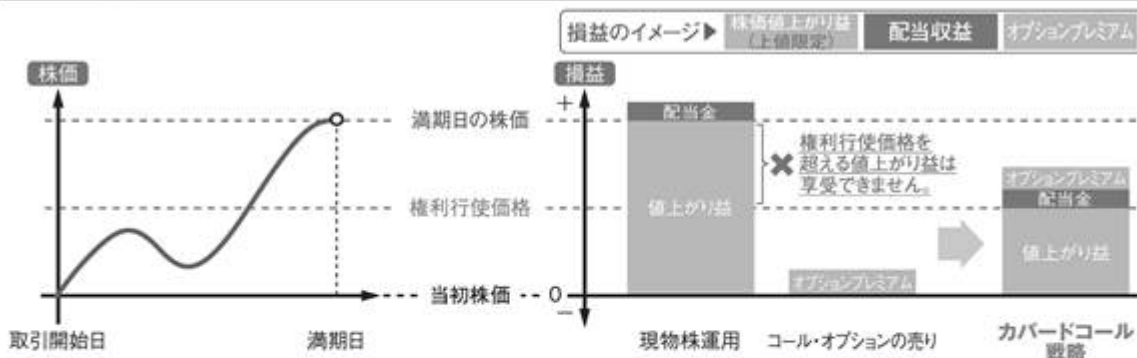 損益のイメージ▶ 株価値上がり益 配当収益 オプションプレミアム
(上値限定)
株価
損益
+
満期日の株価
権利行使価格
当初株価
0
−
取引開始日
満期日
配当金
値上がり益
権利行使価格を
超える値上がり益は
享受できません。
オプションプレミアム
オプションプレミアム
配当金
値上がり益
現物株運用
コール・オプションの売り
カバードコール
戦略